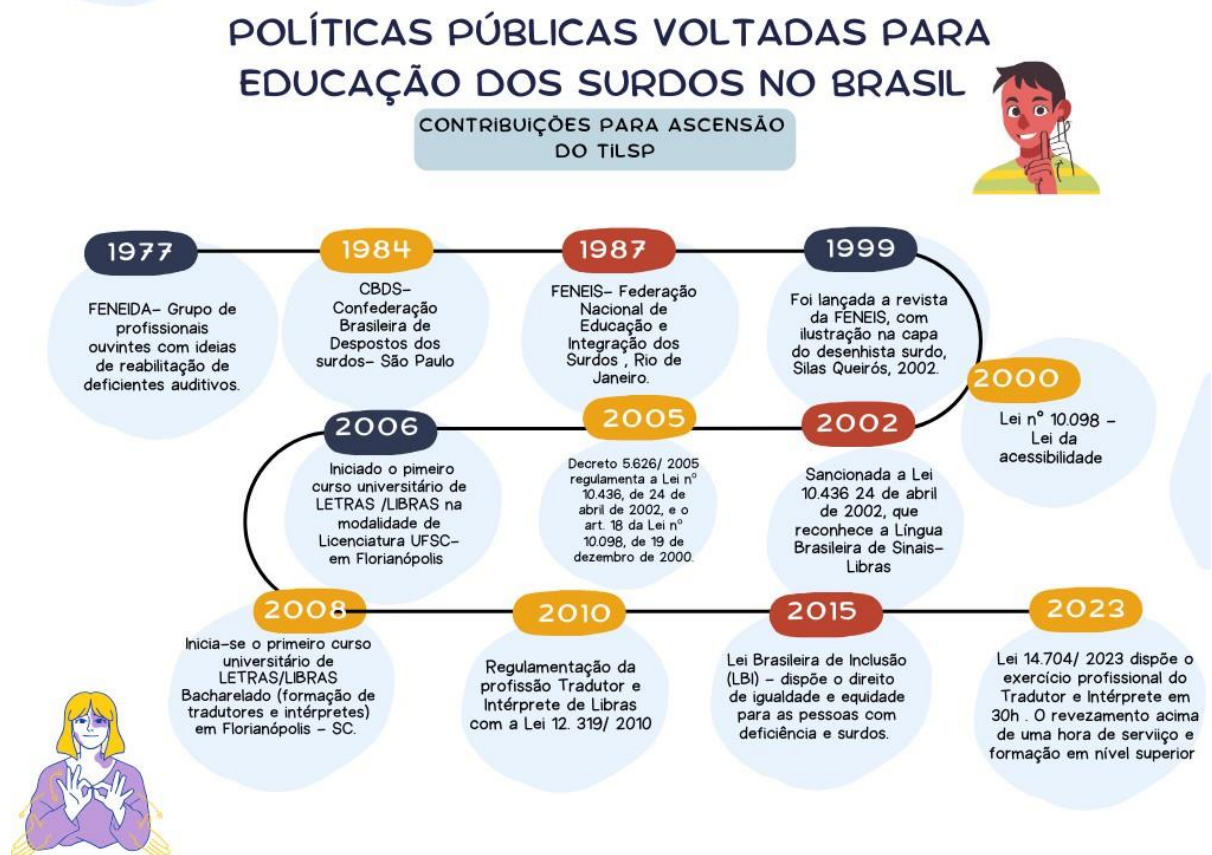 POLÍTICAS PÚBLICAS VOLTADAS PARA
EDUCAÇÃO DOS SURDOS NO BRASIL
CONTRIBUIÇÕES PARA ASCENSÃO
DO TILSP
1977
FENEIDA– Grupo de
profissionais
ouvintes com ideias
de reabilitação de
deficientes auditivos.
1984
CBDS–
Confederação
Brasileira de
Despostos dos
surdos– São Paulo
1987
FENEIS– Federação
Nacional de
Educação e
Integração dos
Surdos , Rio de
Janeiro.
1999
Foi lançada a revista
da FENEIS, com
ilustração na capa
do desenhista surdo,
Silas Queirós, 2002.
2000
Lei nº 10.098 –
Lei da
acessibilidade
2002
Sancionada a Lei
10.436 24 de abril
de 2002, que
reconhece a Língua
Brasileira de Sinais–
Libras
2005
Decreto 5.626/ 2005
regulamenta a Lei nº
10.436, de 24 de
abril de 2002, e o
art. 18 da Lei nº
10.098, de 19 de
dezembro de 2000.
2006
Iniciado o pimeiro
curso universitário de
LETRAS /LIBRAS na
modalidade de
Licenciatura UFSC–
em Florianópolis
2008
Inicia–se o primeiro curso
universitário de
LETRAS/LIBRAS
Bacharelado (formação de
tradutores e intérpretes)
em Florianópolis – SC.
2010
Regulamentação da
profissão Tradutor e
Intérprete de Libras
com a Lei 12. 319/ 2010
2015
Lei Brasileira de Inclusão
(LBI) – dispõe o direito
de igualdade e equidade
para as pessoas com
deficiência e surdos.
2023
Lei 14.704/ 2023 dispõe o
exercício profissional do
Tradutor e Intérprete em
30h . O revezamento acima
de uma hora de serviiço e
formação em nível superior